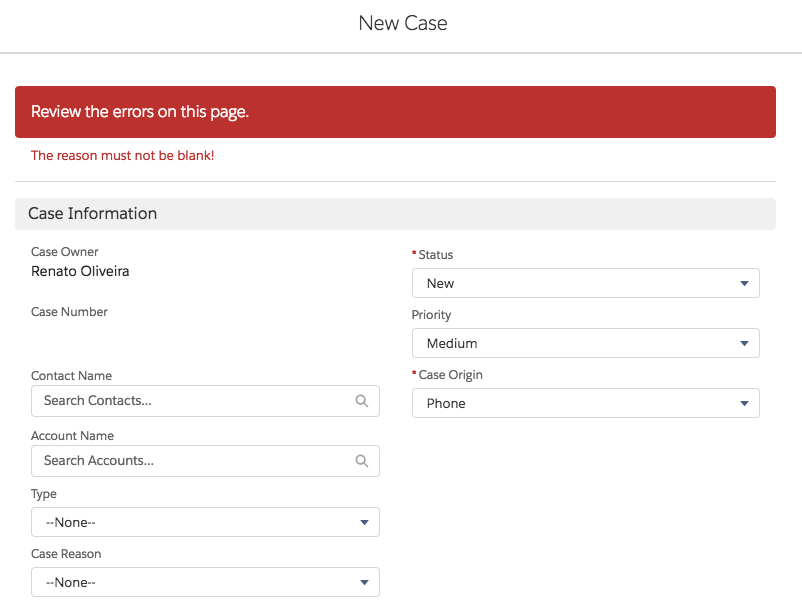 New Case
Review the errors on this page.
The reason must not be blank!
Case Information
Case Owner
Renato Oliveira
Case Number
Contact Name
Search Contacts...
Account Name
Search Accounts...
Type
--None--
Case Reason
--None--
* Status
New
Priority
Medium
* Case Origin
Phone